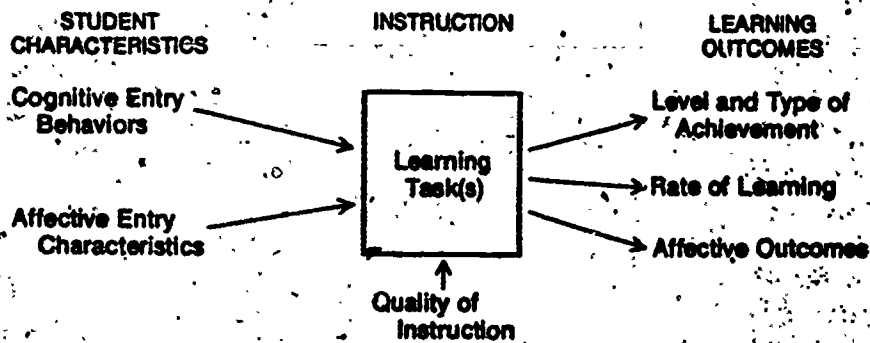 STUDENT
CHARACTERISTICS
INSTRUCTION
LEARNING
OUTCOMES
Cognitive Entry
Behaviors
Affective Entry
Characteristics
Learning
Task(s)
Quality of
Instruction
Level and Type of
Achievement
Rate of Learning
Affective Outcomes